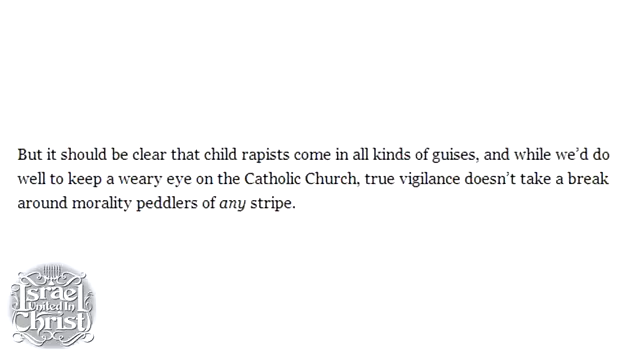 But it should be clear that child rapists come in all kinds of guises, and while we’d do
well to keep a weary eye on the Catholic Church, true vigilance doesn’t take a break
around morality peddlers of any stripe.
Israel
United In
Christ